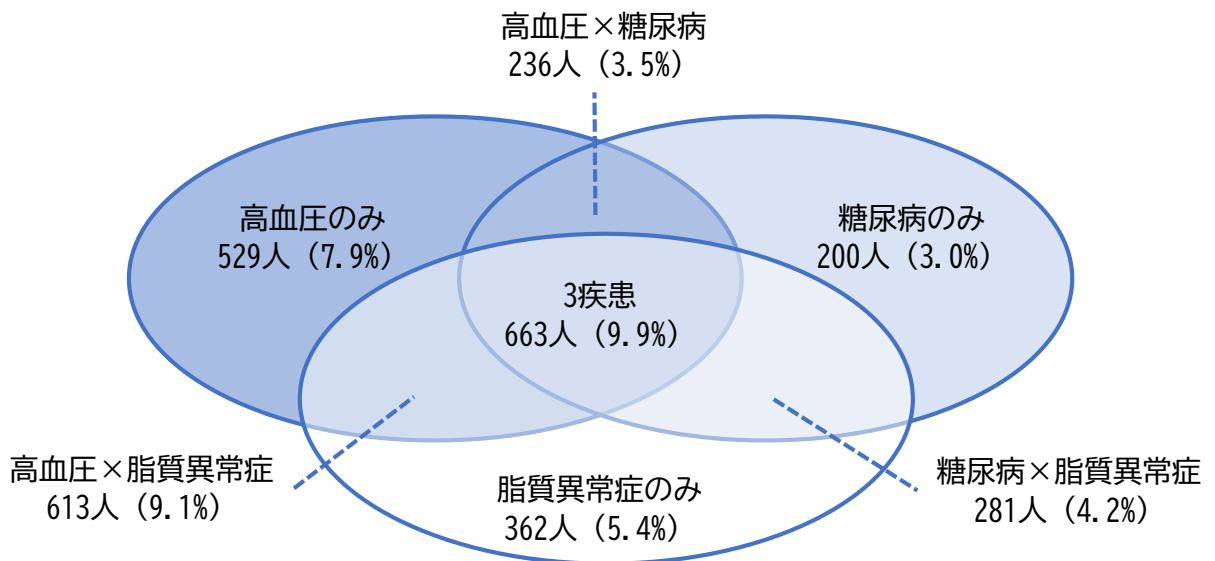 高血圧×糖尿病
236人（3.5%）
高血圧のみ
529人（7.9%）
糖尿病のみ
200人（3.0%）
3疾患
663人（9.9%）
高血圧×脂質異常症
613人（9.1%）
脂質異常症のみ
362人（5.4%）
糖尿病×脂質異常症
281人（4.2%）